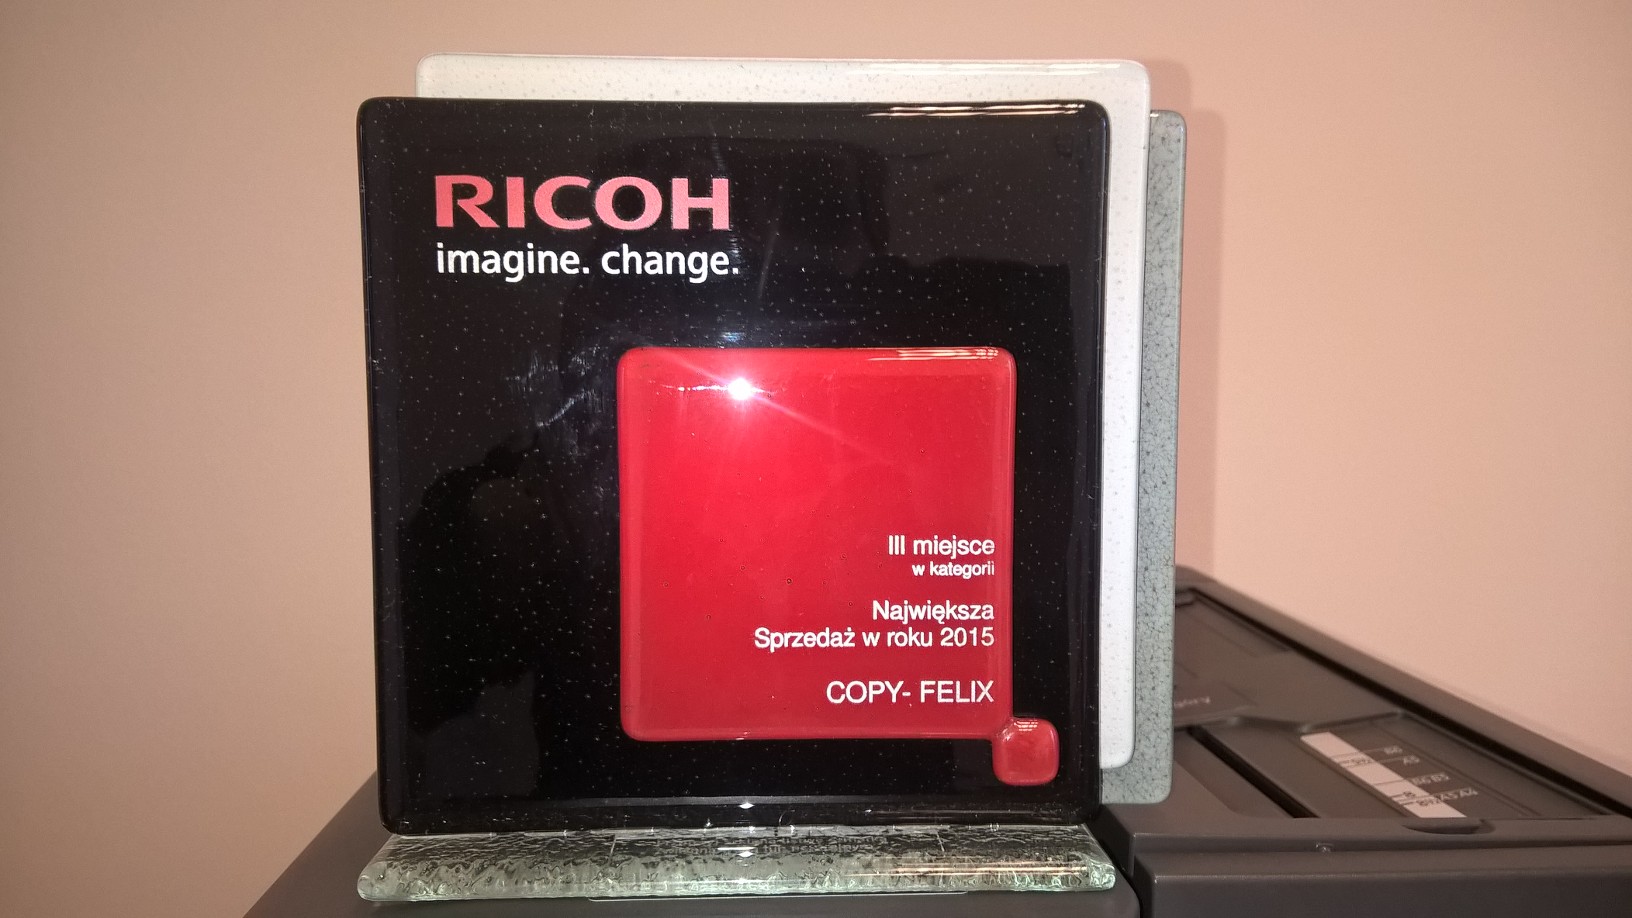 RICOH
imagine. change.
III miejsce
w kategorii
Największa
Sprzedaż w roku 2015
COPY- FELIX